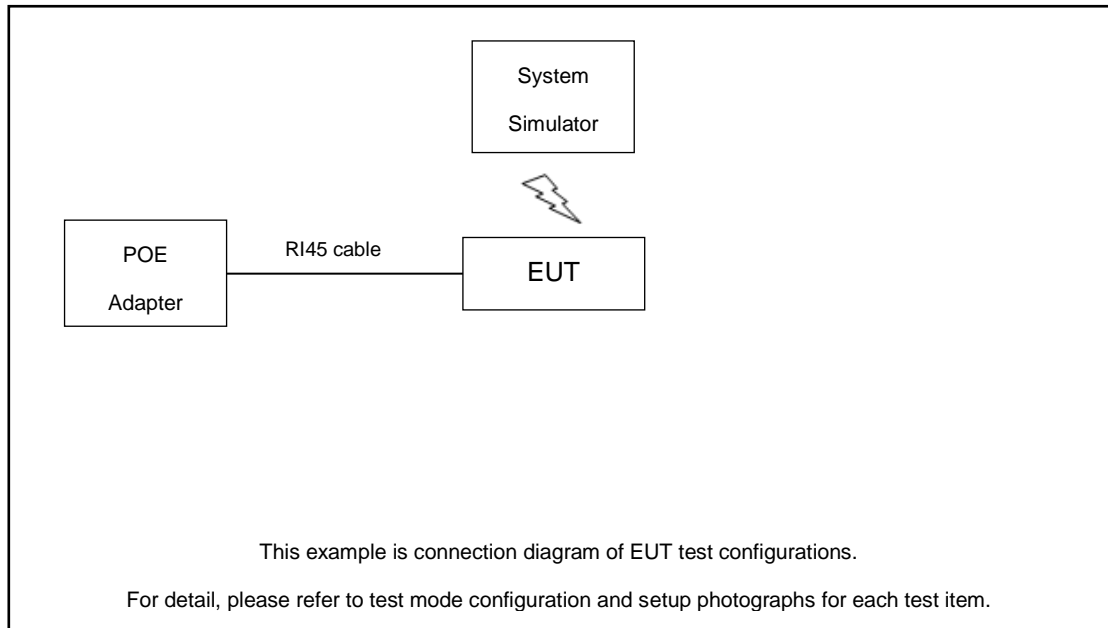 System
Simulator
POE
Adapter
RI45 cable
EUT
This example is connection diagram of EUT test configurations.
For detail, please refer to test mode configuration and setup photographs for each test item.